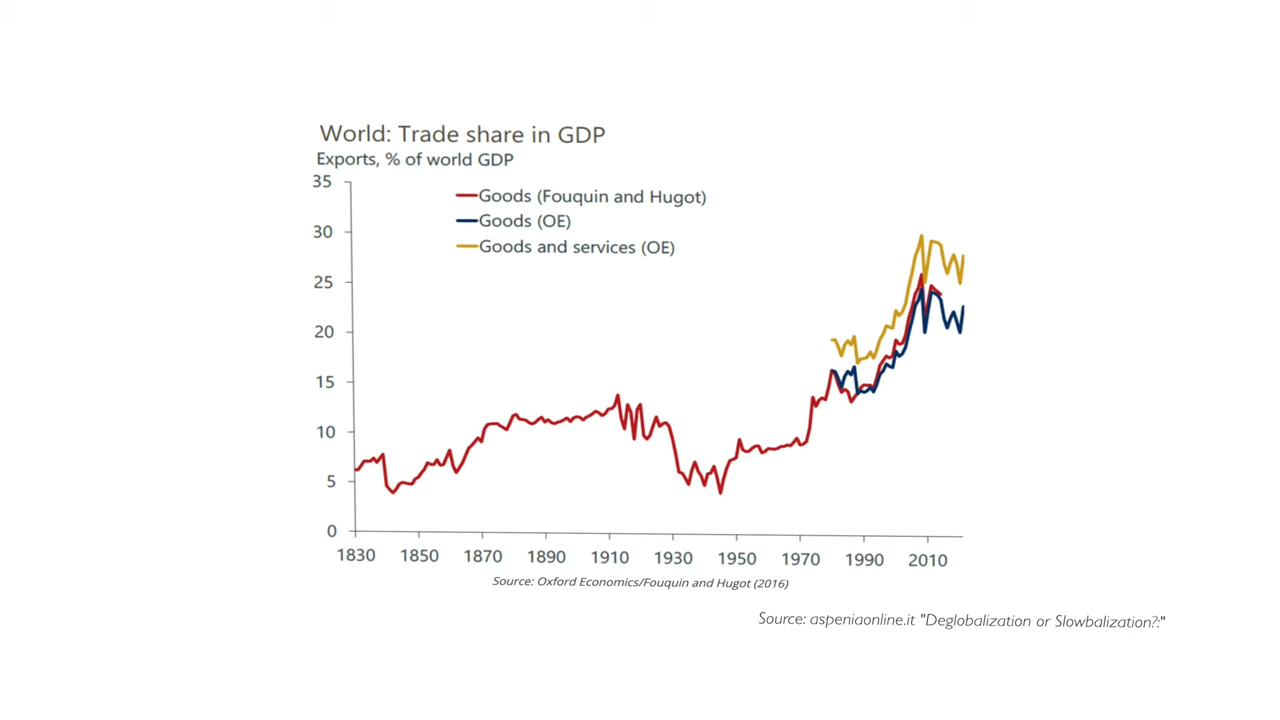 World: Trade share in GDP
Exports, % of world GDP
35
Goods (Fouquin and Hugot)
Goods (OE)
Goods and services (OE)
30
25
20
15
10
5
0
1830 1850 1870 1890 1910 1930 1950 1970 1990 2010
Source: Oxford Economics/Fouquin and Hugot (2016)
Source: aspeniaonline.it "Deglobalization or Slowbalization?:"